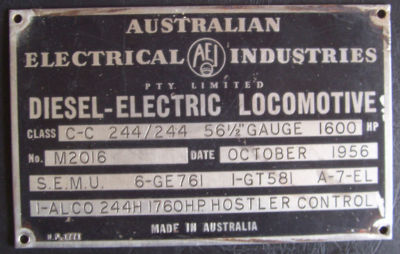 AUSTRALIAN
ELECTRICAL AEI INDUSTRIES
PTY. LIMITED
DIESEL-ELECTRIC LOCOMOTIVE
CLASS C-C 244/244 56½" GAUGE 1600 HP
No. M2016 DATE OCTOBER 1956
S.E.M.U. 6-GE761 1-GT581 A-7-EL
1-ALCO 244H 1760H.P. HOSTLER CONTROL
MADE IN AUSTRALIA